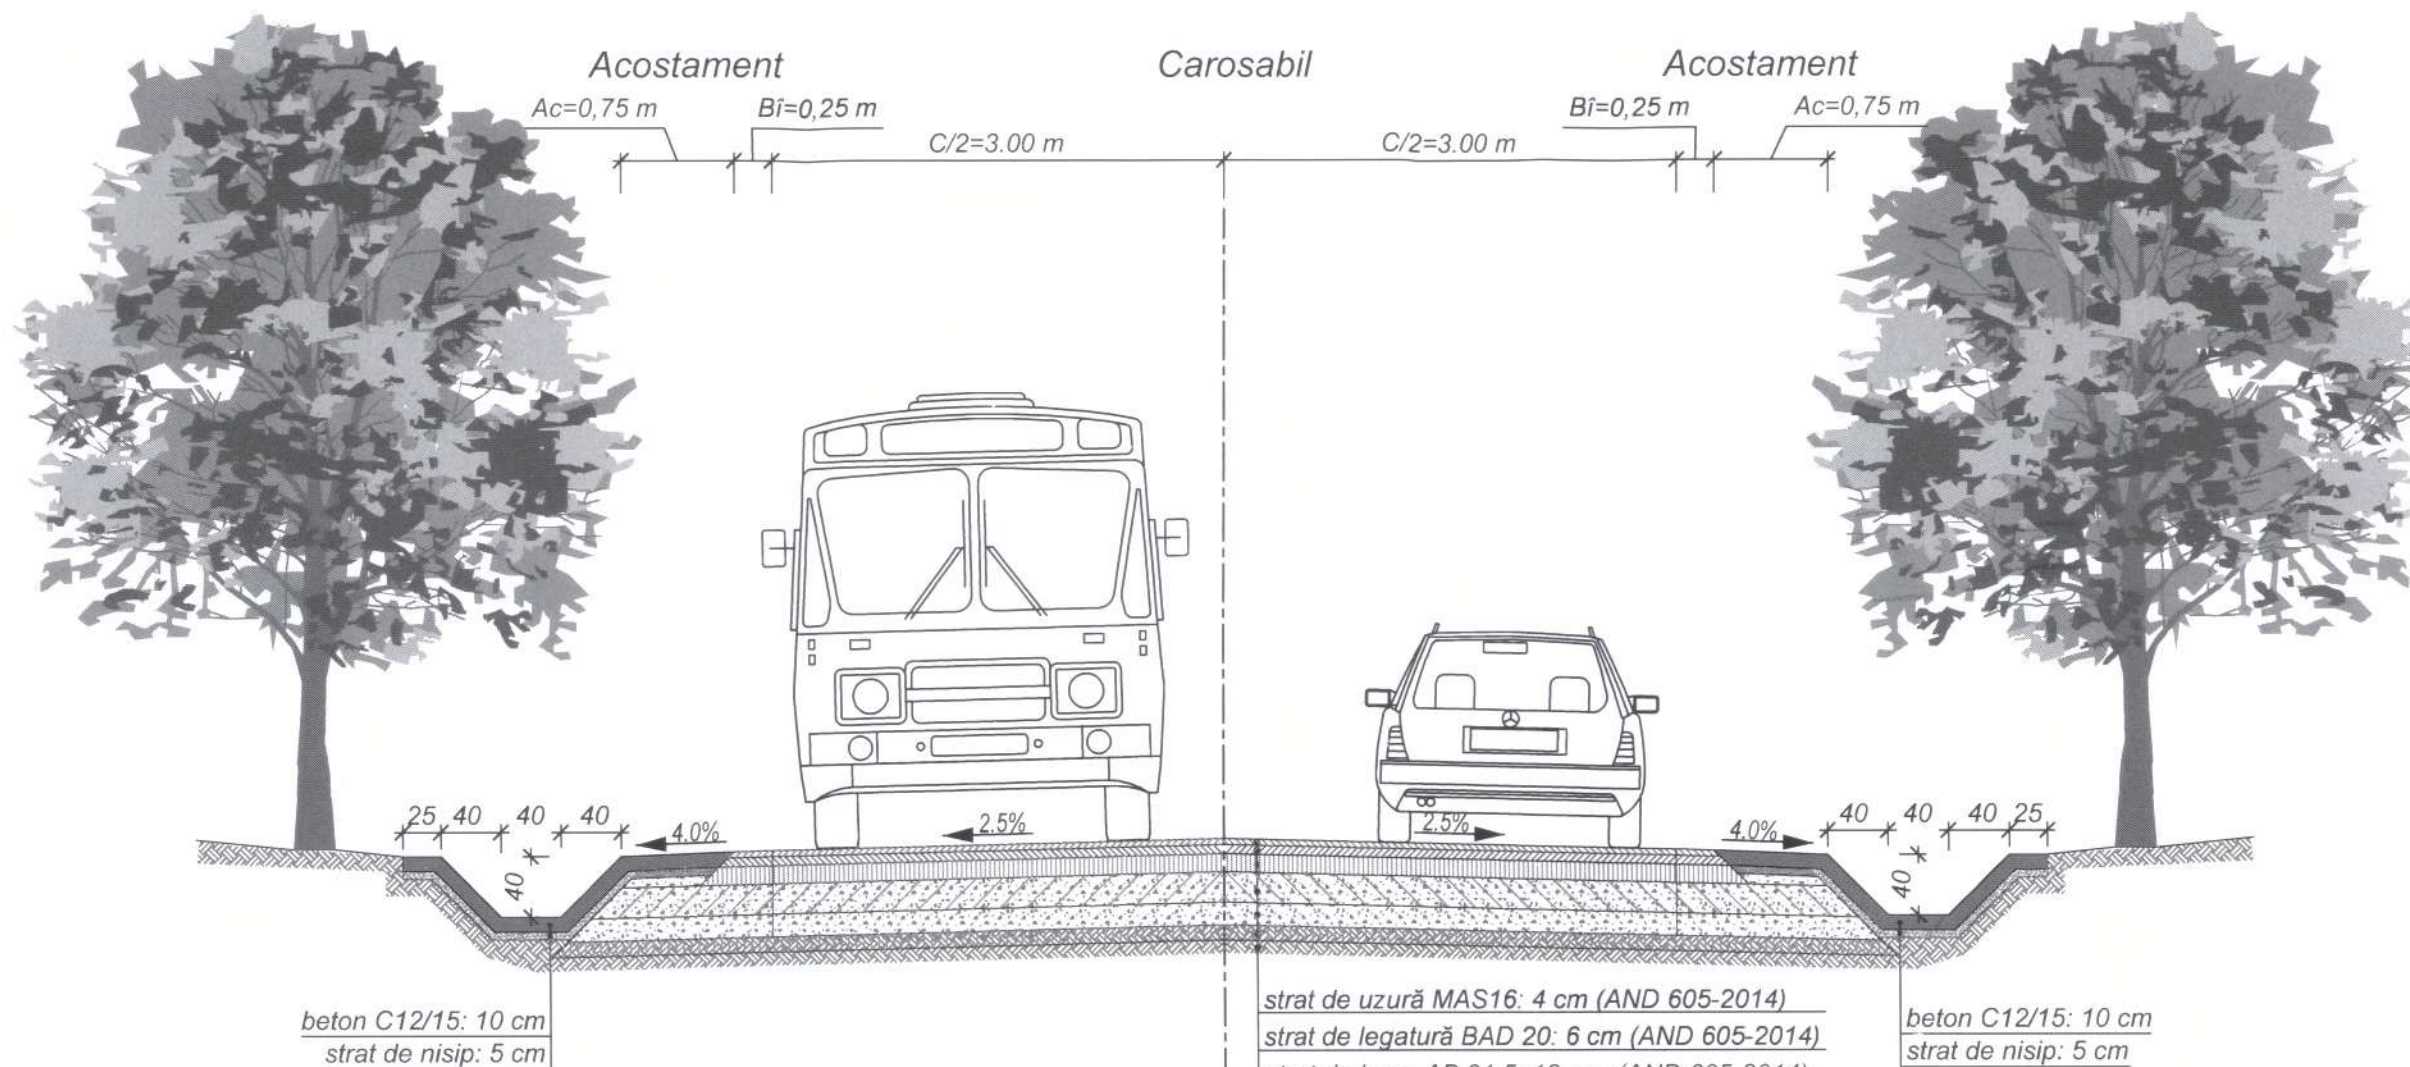 Acostament Carosabil Acostament
Ac=0,75 m Bî=0,25 m Bî=0,25 m Ac=0,75 m
C/2=3.00 m C/2=3.00 m
25 40 40 40 4.0% 2.5% 2.5% 4.0% 40 40 40 25
40 40
strat de uzură MAS16: 4 cm (AND 605-2014)
strat de legatură BAD 20: 6 cm (AND 605-2014)
beton C12/15: 10 cm
strat de nisip: 5 cm
beton C12/15: 10 cm
strat de nisip: 5 cm